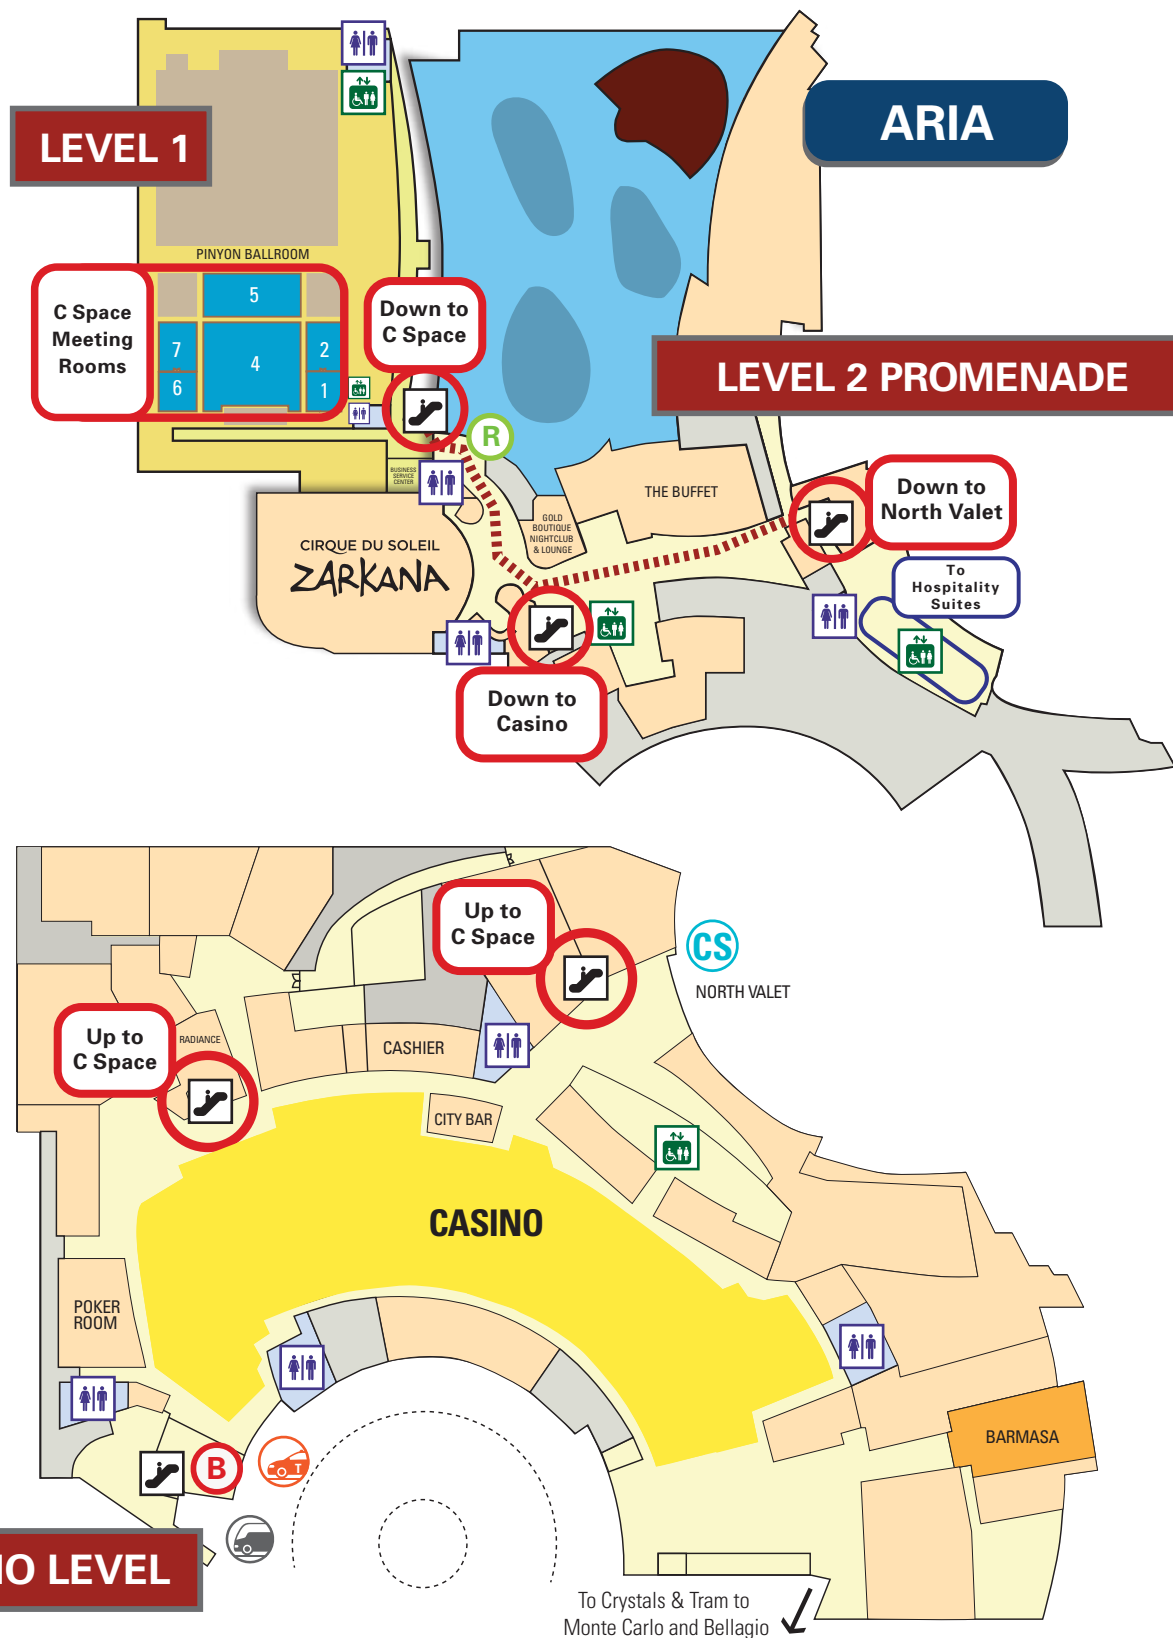 ARIA
LEVEL 1
PINYON BALLROOM
C Space
Meeting
Rooms
5
7
4
2
6
1
Down to
C Space
LEVEL 2 PROMENADE
R
BUSINESS
SERVICE
CENTER
THE BUFFET
Down to
North Valet
GOLD
BOUTIQUE
NIGHTCLUB
& LOUNGE
CIRQUE DU SOLEIL
ZARKANA
To
Hospitality
Suites
Down to
Casino
Up to
C Space
CS
NORTH VALET
Up to
C Space
RADIANCE
CASHIER
CITY BAR
CASINO
POKER
ROOM
BARMASA
B
T
NO LEVEL
To Crystals & Tram to
Monte Carlo and Bellagio